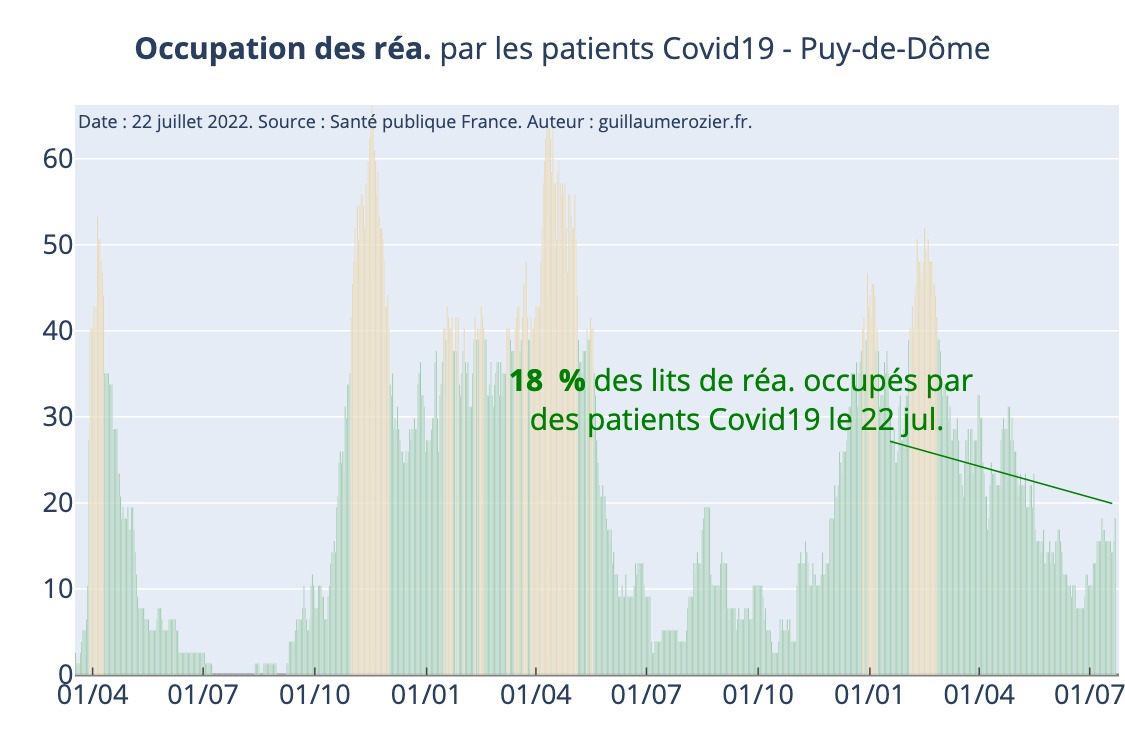 Occupation des réa. par les patients Covid19 - Puy-de-Dôme
Date : 22 juillet 2022. Source : Santé publique France. Auteur : guillaumerozier.fr.
60
50
40
18 % des lits de réa. occupés par
des patients Covid19 le 22 jul.
30
20
10
0
01/04 01/07 01/10 01/01 01/04 01/07 01/10 01/01 01/04 01/07